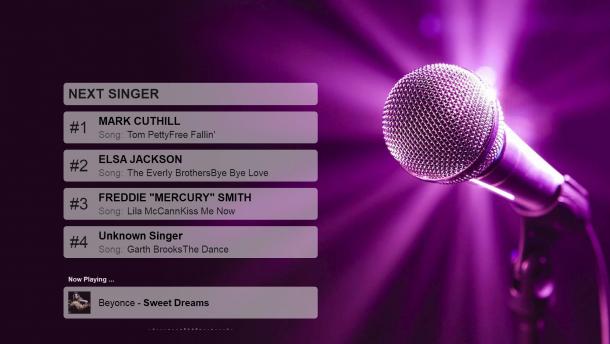 NEXT SINGER
#1 MARK CUTHILL
Song: Tom PettyFree Fallin'
#2 ELSA JACKSON
Song: The Everly BrothersBye Bye Love
#3 FREDDIE "MERCURY" SMITH
Song: Lila McCannKiss Me Now
#4 Unknown Singer
Song: Garth BrooksThe Dance
Now Playing ...
Beyonce - Sweet Dreams